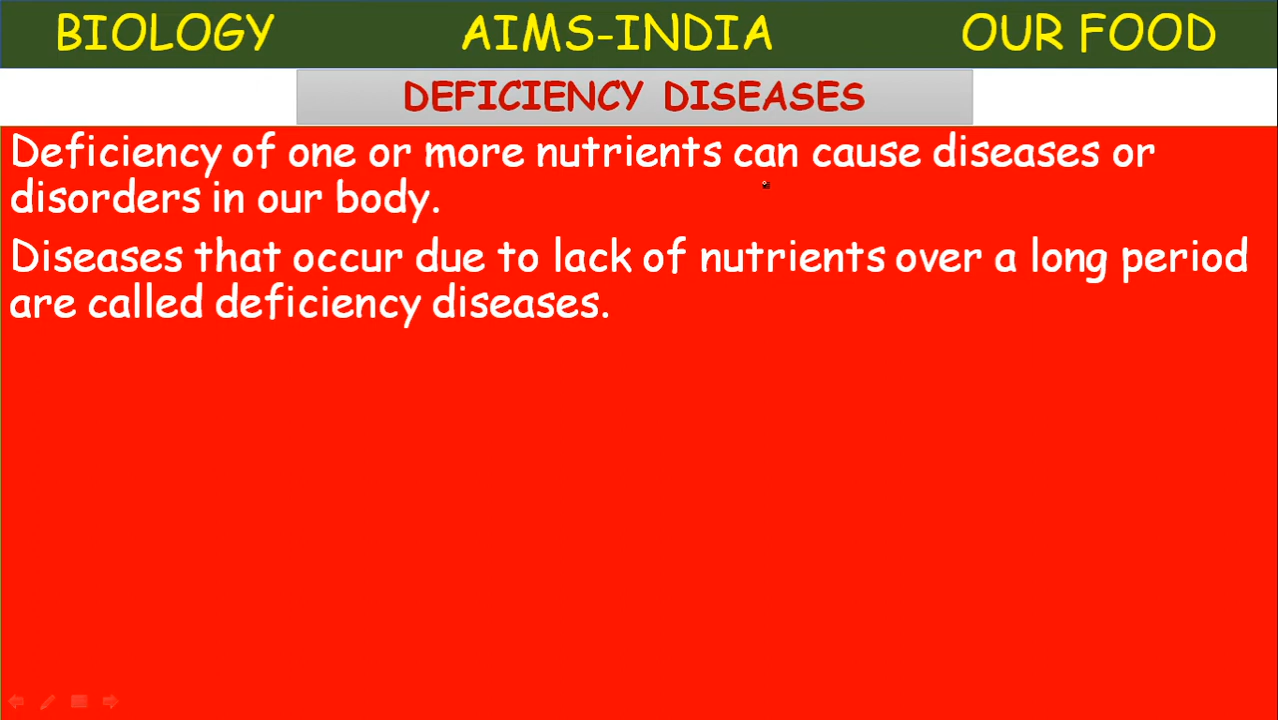 BIOLOGY AIMS-INDIA OUR FOOD
DEFICIENCY DISEASES
Deficiency of one or more nutrients can cause diseases or
disorders in our body.
Diseases that occur due to lack of nutrients over a long period
are called deficiency diseases.